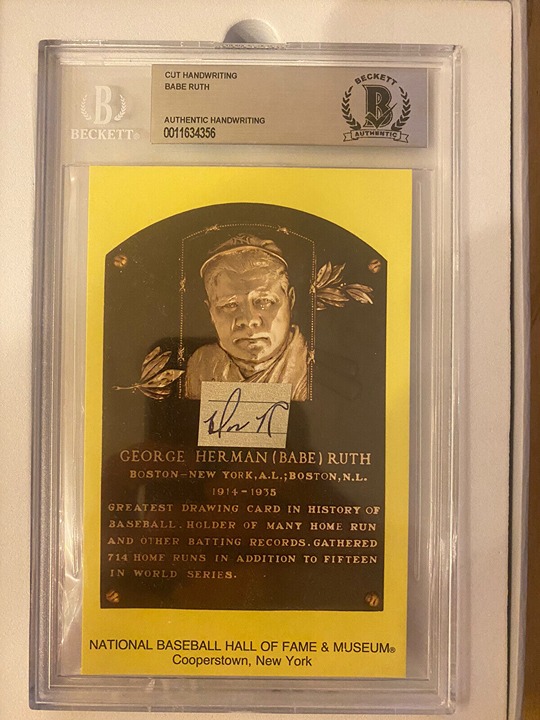 CUT HANDWRITING
BABE RUTH
AUTHENTIC HANDWRITING
0011634356
B
BECKETT®
BECKETT
B
AUTHENTIC
GEORGE HERMAN (BABE) RUTH
BOSTON-NEW YORK, A.L.; BOSTON, N.L.
1914-1935
GREATEST DRAWING CARD IN HISTORY OF
BASEBALL. HOLDER OF MANY HOME RUN
AND OTHER BATTING RECORDS. GATHERED
714 HOME RUNS IN ADDITION TO FIFTEEN
IN WORLD SERIES.
NATIONAL BASEBALL HALL OF FAME & MUSEUM®
Cooperstown, New York